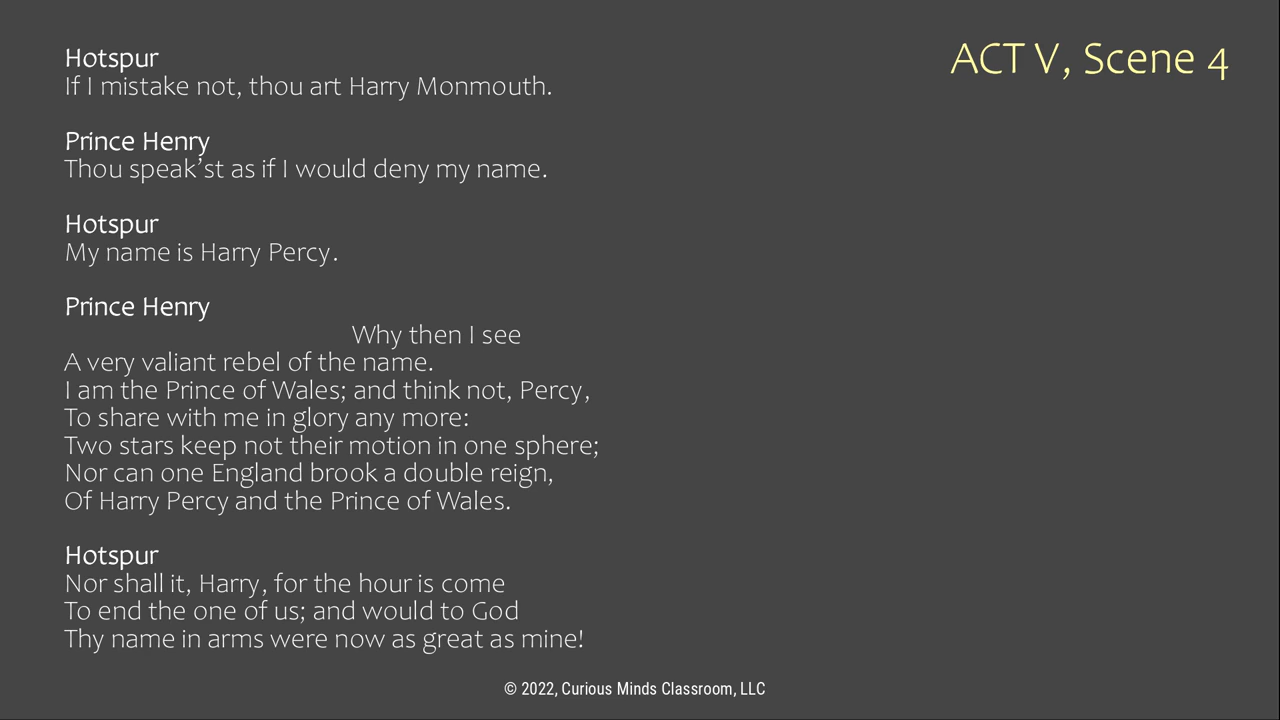 ACT V, Scene 4
Hotspur
If I mistake not, thou art Harry Monmouth.
Prince Henry
Thou speak’st as if I would deny my name.
Hotspur
My name is Harry Percy.
Prince Henry
Why then I see
A very valiant rebel of the name.
I am the Prince of Wales; and think not, Percy,
To share with me in glory any more:
Two stars keep not their motion in one sphere;
Nor can one England brook a double reign,
Of Harry Percy and the Prince of Wales.
Hotspur
Nor shall it, Harry, for the hour is come
To end the one of us; and would to God
Thy name in arms were now as great as mine!
© 2022, Curious Minds Classroom, LLC